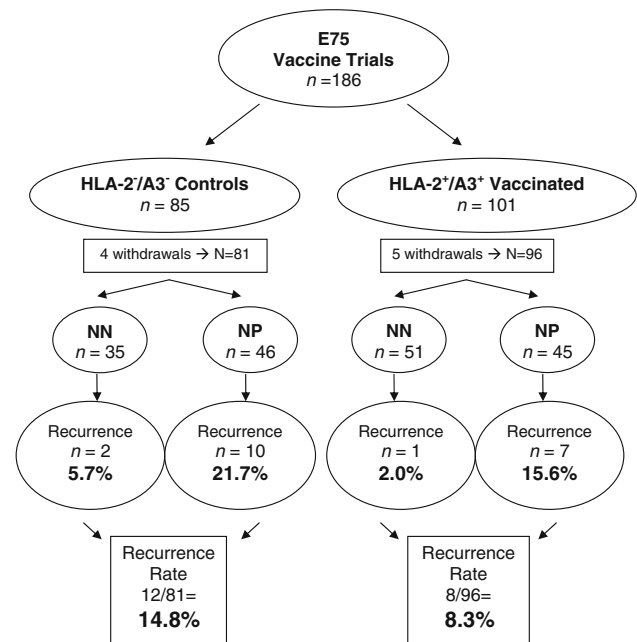 E75
Vaccine Trials
n =186
HLA-2⁻/A3⁻ Controls
n = 85
HLA-2⁺/A3⁺ Vaccinated
n = 101
4 withdrawals → N=81
5 withdrawals → N=96
NN
n = 35
NP
n = 46
NN
n = 51
NP
n = 45
Recurrence
n = 2
5.7%
Recurrence
n = 10
21.7%
Recurrence
n = 1
2.0%
Recurrence
n = 7
15.6%
Recurrence
Rate
12/81=
14.8%
Recurrence
Rate
8/96=
8.3%